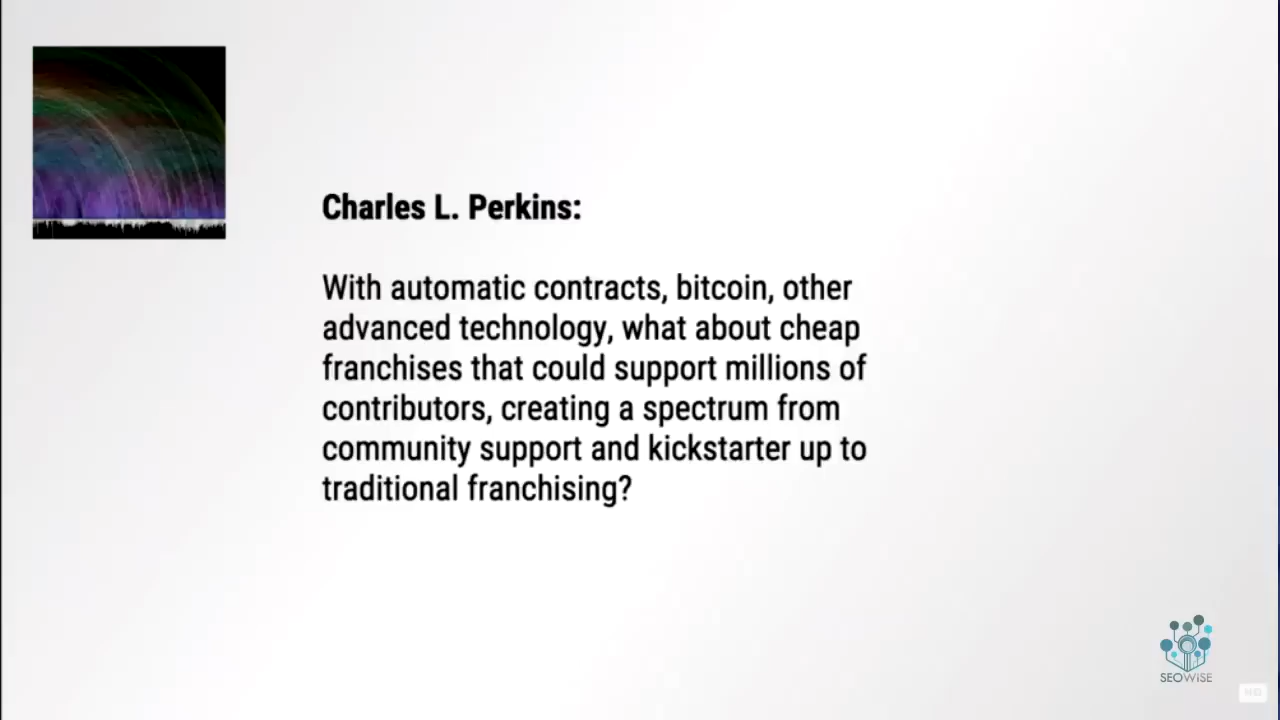 Charles L. Perkins:
With automatic contracts, bitcoin, other
advanced technology, what about cheap
franchises that could support millions of
contributors, creating a spectrum from
community support and kickstarter up to
traditional franchising?
SEOWISE
HD